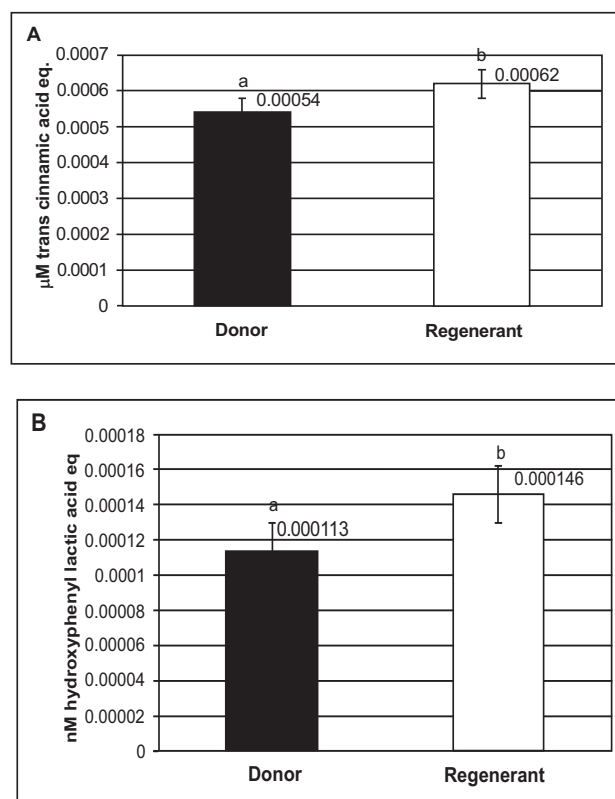 A
µM trans cinnamic acid eq.
0.0007
0.0006
0.0005
0.0004
0.0003
0.0002
0.0001
0
a
0.00054
b
0.00062
Donor
Regenerant
B
nM hydroxyphenyl lactic acid eq
0.00018
0.00016
0.00014
0.00012
0.0001
0.00008
0.00006
0.00004
0.00002
0
a
0.000113
b
0.000146
Donor
Regenerant